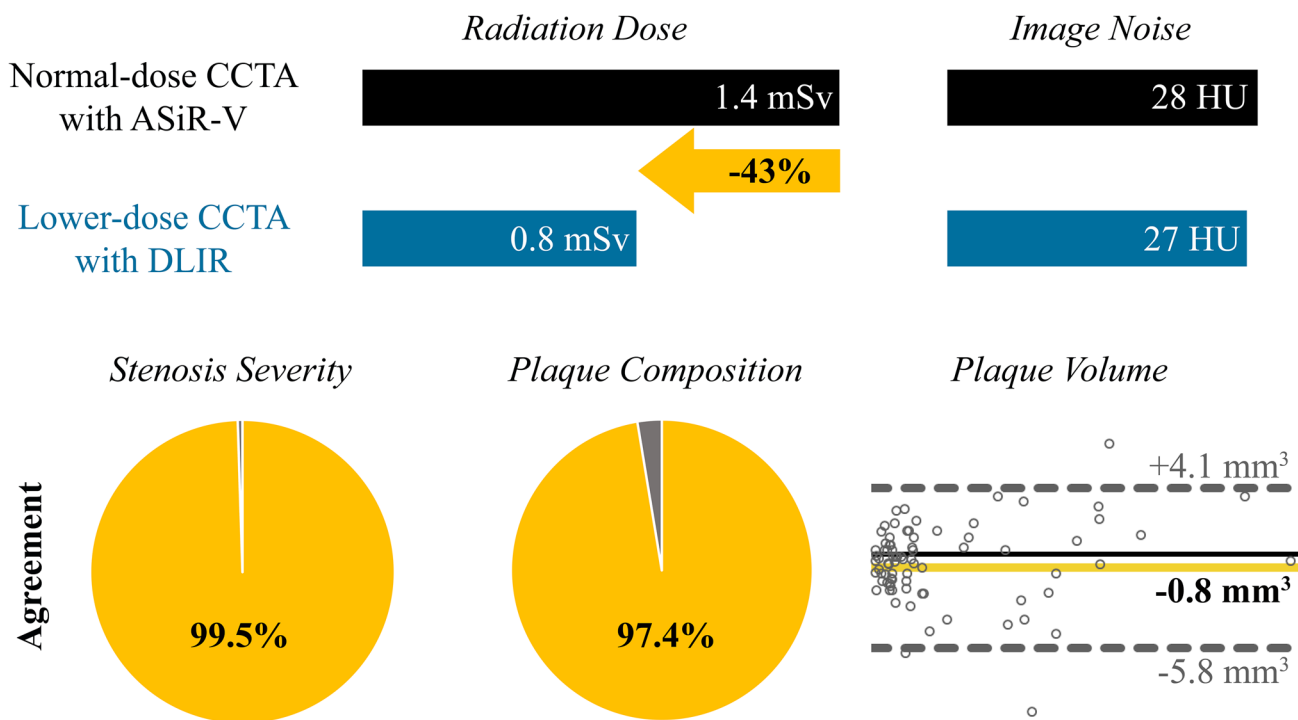 Radiation Dose
Image Noise
Normal-dose CCTA
with ASiR-V
1.4 mSv
28 HU
-43%
Lower-dose CCTA
with DLIR
0.8 mSv
27 HU
Stenosis Severity
Plaque Composition
Plaque Volume
Agreement
99.5%
97.4%
+4.1 mm³
-0.8 mm³
-5.8 mm³